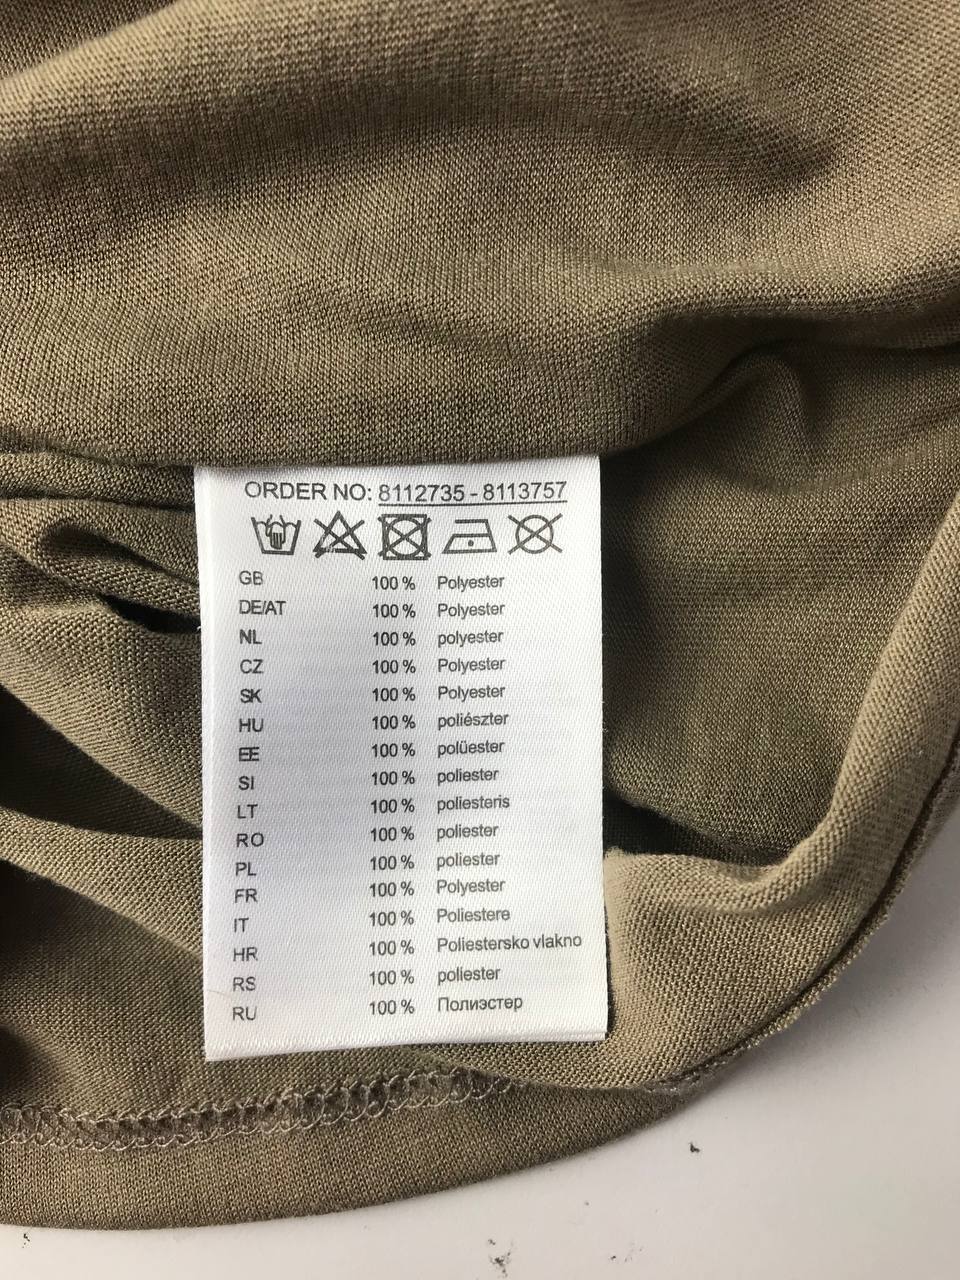 ORDER NO: 8112735 - 8113757
GB 100 % Polyester
DE/AT 100 % Polyester
NL 100 % polyester
CZ 100 % Polyester
SK 100 % Polyester
HU 100 % poliészter
EE 100 % polüester
SI 100 % poliester
LT 100 % poliesteris
RO 100 % poliester
PL 100 % poliester
FR 100 % Polyester
IT 100 % Poliestere
HR 100 % Poliestersko vlakno
RS 100 % poliester
RU 100 % Полиэстер